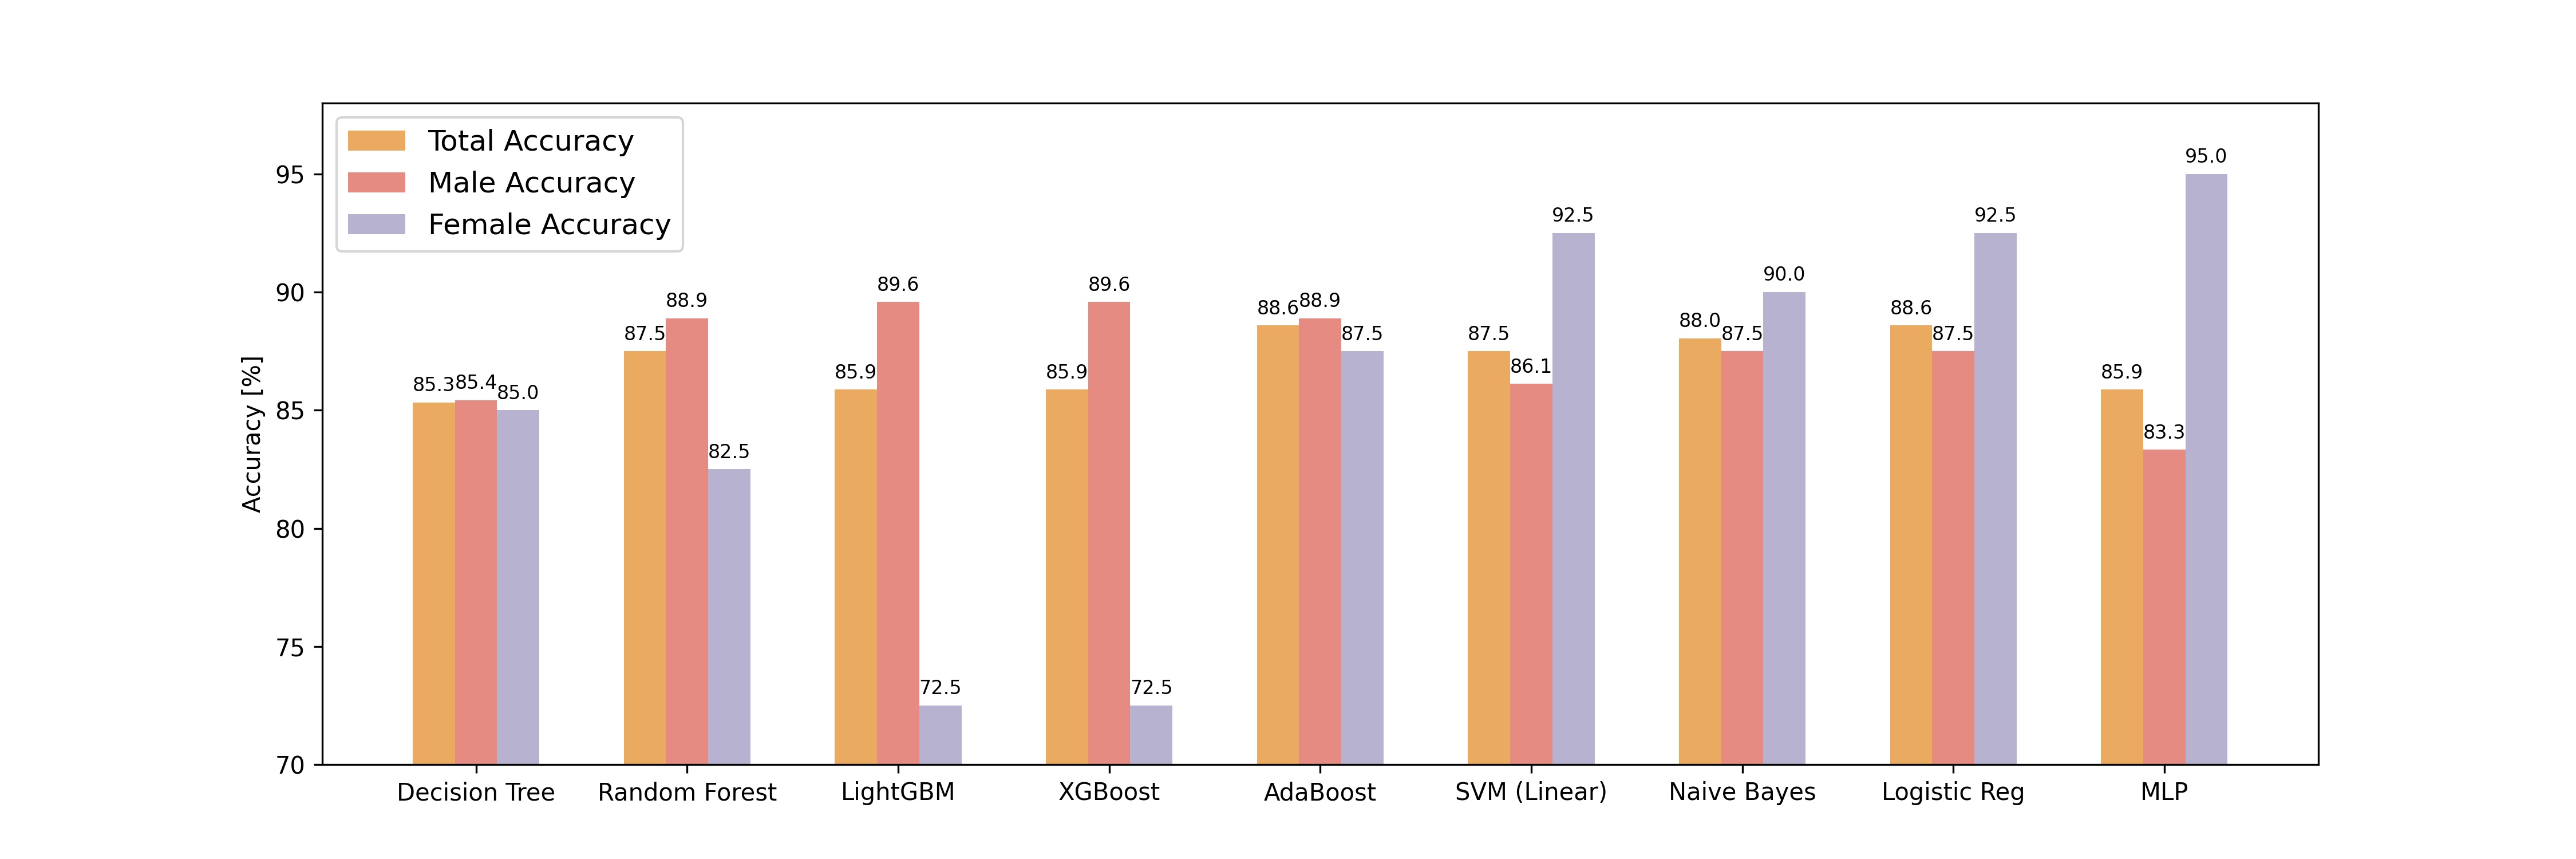 Total Accuracy
Male Accuracy
Female Accuracy
Accuracy [%]
95
90
85
80
75
70
85.3 85.4 85.0
87.5 88.9 82.5
85.9 89.6 72.5
85.9 89.6 72.5
88.6 88.9 87.5
87.5 86.1 92.5
88.0 87.5 90.0
88.6 87.5 92.5
85.9 83.3 95.0
Decision Tree Random Forest LightGBM XGBoost AdaBoost SVM (Linear) Naive Bayes Logistic Reg MLP